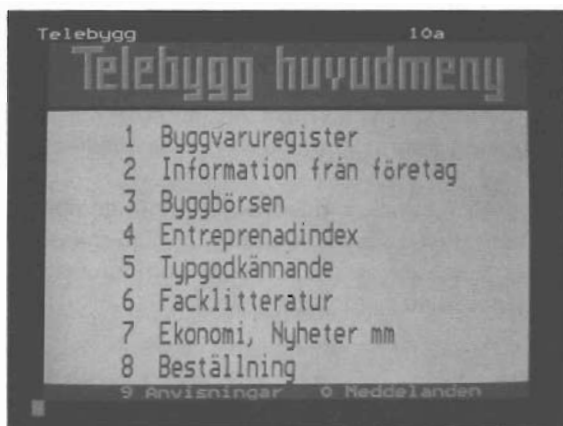 Telebygg 10a
Telebygg huvudmeny
1 Byggvaruregister
2 Information från företag
3 Byggbörsen
4 Entreprenadindex
5 Typgodkännande
6 Facklitteratur
7 Ekonomi, Nyheter mm
8 Beställning
9 Anvisningar 0 Meddelanden